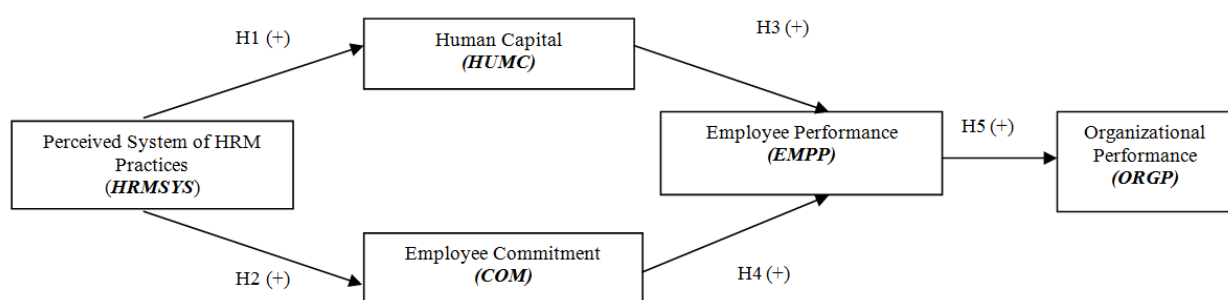 H1 (+)
Human Capital
(HUMC)
H3 (+)
Perceived System of HRM
Practices
(HRMSYS)
Employee Performance
(EMPP)
H5 (+)
Organizational
Performance
(ORGP)
H2 (+)
Employee Commitment
(COM)
H4 (+)